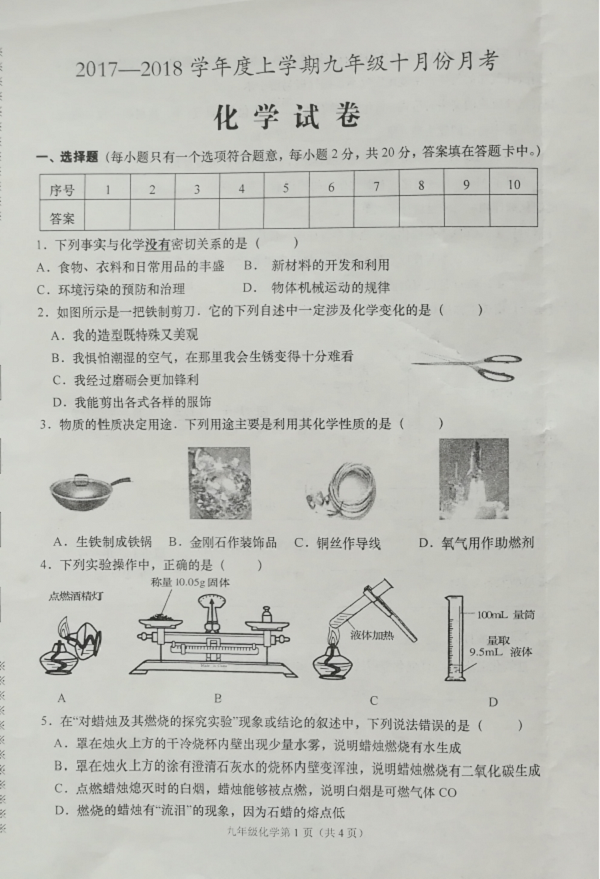 2017—2018 学年度上学期九年级十月份月考
化 学 试 卷
一、选择题（每小题只有一个选项符合题意，每小题 2 分，共 20 分，答案填在答题卡中。）
序号 1 2 3 4 5 6 7 8 9 10
答案
1．下列事实与化学没有密切关系的是（ ）
A．食物、衣料和日常用品的丰盛 B． 新材料的开发和利用
C．环境污染的预防和治理 D． 物体机械运动的规律
2．如图所示是一把铁制剪刀．它的下列自述中一定涉及化学变化的是（ ）
A．我的造型既特殊又美观
B．我惧怕潮湿的空气，在那里我会生锈变得十分难看
C．我经过磨砺会更加锋利
D．我能剪出各式各样的服饰
3．物质的性质决定用途．下列用途主要是利用其化学性质的是（ ）
A．生铁制成铁锅 B．金刚石作装饰品 C．铜丝作导线 D．氧气用作助燃剂
4．下列实验操作中，正确的是（ ）
点燃酒精灯
称量 10.05g 固体
液体加热
100mL 量筒
量取
9.5mL 液体
A B C D
5．在“对蜡烛及其燃烧的探究实验”现象或结论的叙述中，下列说法错误的是（ ）
A．罩在烛火上方的干冷烧杯内壁出现少量水雾，说明蜡烛燃烧有水生成
B．罩在烛火上方的涂有澄清石灰水的烧杯内壁变浑浊，说明蜡烛燃烧有二氧化碳生成
C．点燃蜡烛熄灭时的白烟，蜡烛能够被点燃，说明白烟是可燃气体 CO
D．燃烧的蜡烛有“流泪”的现象，因为石蜡的熔点低
九年级化学第 1 页（共 4 页）